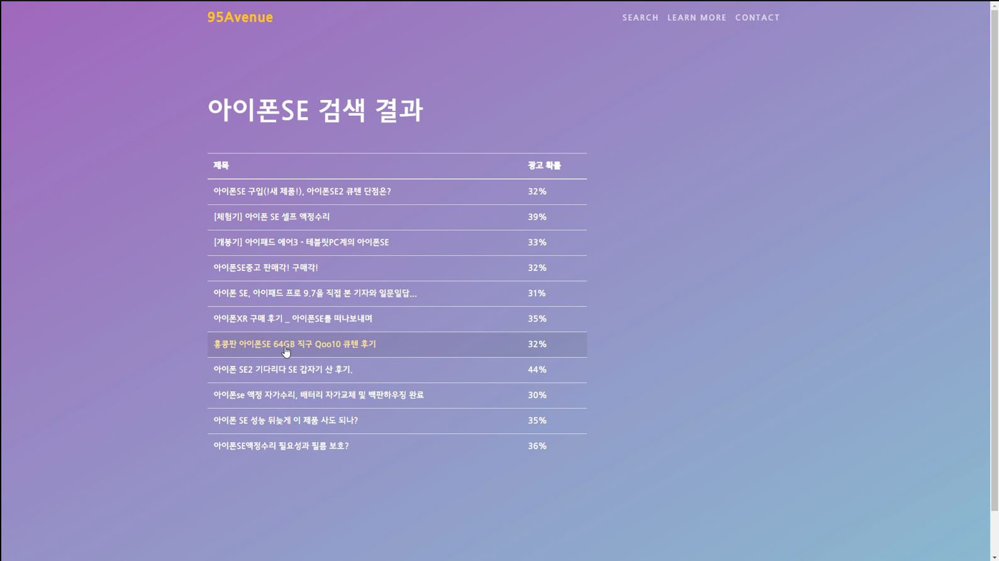 95Avenue
SEARCH LEARN MORE CONTACT
아이폰SE 검색 결과
제목 광고 확률
아이폰SE 구입(!새 제품!), 아이폰SE2 큐텐 단점은? 32%
[체험기] 아이폰 SE 셀프 액정수리 39%
[개봉기] 아이패드 에어3 - 테블릿PC계의 아이폰SE 33%
아이폰SE중고 판매각! 구매각! 32%
아이폰 SE, 아이패드 프로 9.7을 직접 본 기자와 일문일답... 31%
아이폰XR 구매 후기 _ 아이폰SE를 떠나보내며 35%
홍콩판 아이폰SE 64GB 직구 Qoo10 큐텐 후기 32%
아이폰 SE2 기다리다 SE 갑자기 산 후기. 44%
아이폰se 액정 자가수리, 배터리 자가교체 및 백판하우징 완료 30%
아이폰 SE 성능 뒤늦게 이 제품 사도 되나? 35%
아이폰SE액정수리 필요성과 필름 보호? 36%